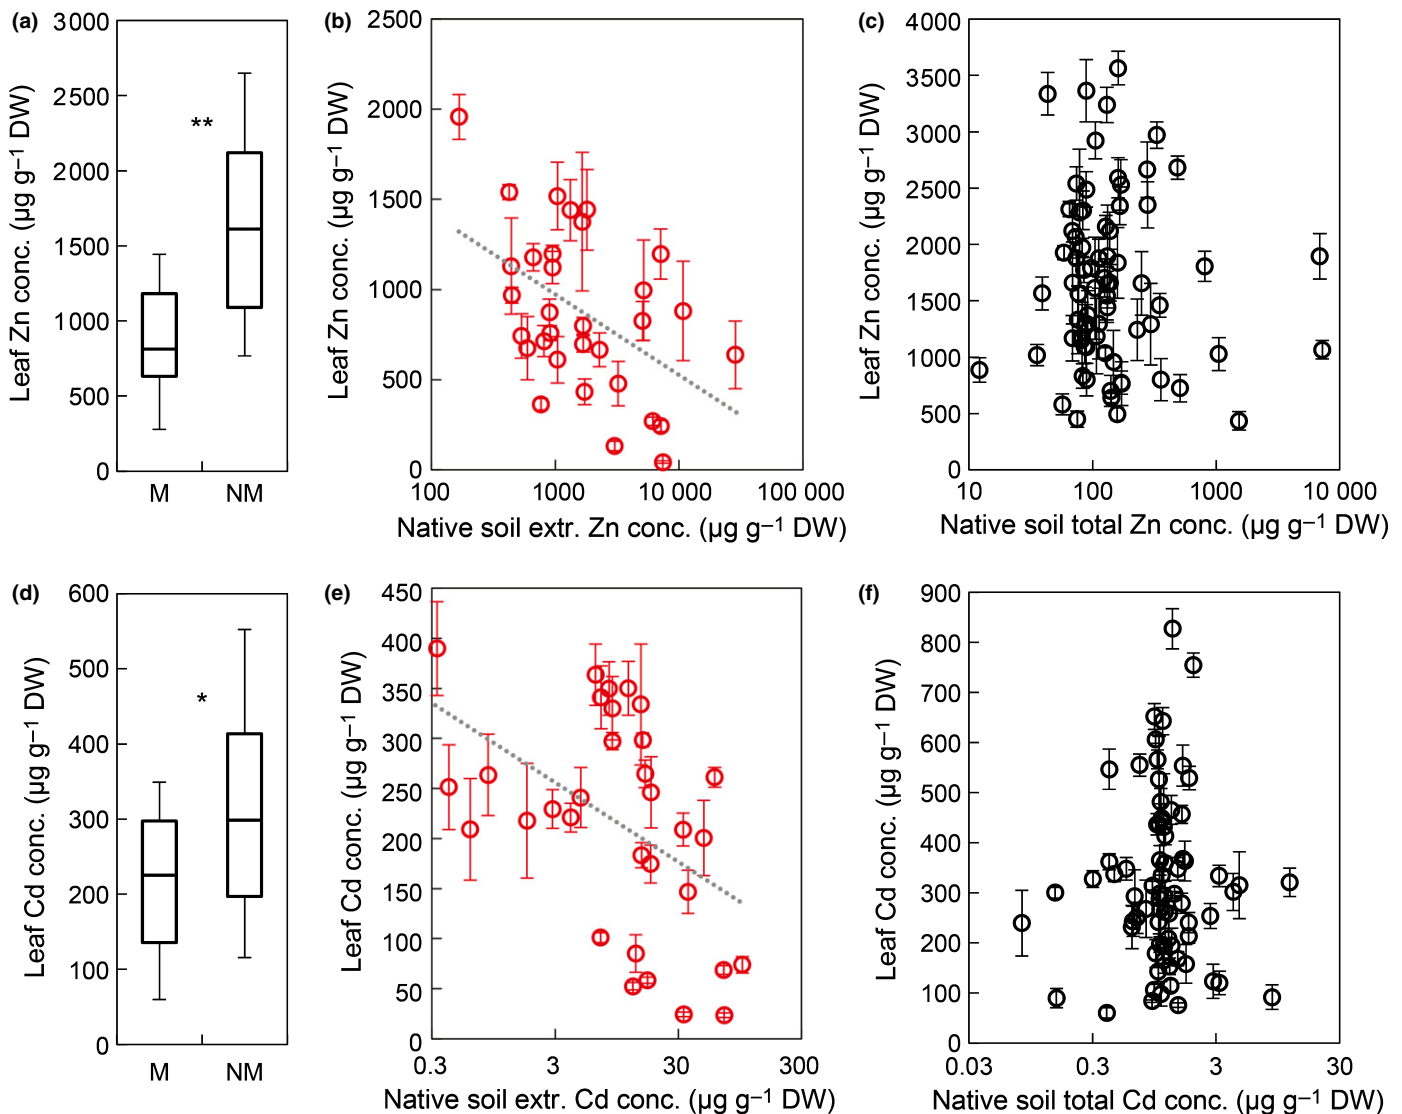 (a)
Leaf Zn conc. (µg g–1 DW)
3000
2500
2000
1500
1000
500
0
**
M NM
(b)
Leaf Zn conc. (µg g–1 DW)
2500
2000
1500
1000
500
0
100 1000 10 000 100 000
Native soil extr. Zn conc. (µg g–1 DW)
(c)
Leaf Zn conc. (µg g–1 DW)
4000
3500
3000
2500
2000
1500
1000
500
0
10 100 1000 10 000
Native soil total Zn conc. (µg g–1 DW)
(d)
Leaf Cd conc. (µg g–1 DW)
600
500
400
300
200
100
0
*
M NM
(e)
Leaf Cd conc. (µg g–1 DW)
450
400
350
300
250
200
150
100
50
0
0.3 3 30 300
Native soil extr. Cd conc. (µg g–1 DW)
(f)
Leaf Cd conc. (µg g–1 DW)
900
800
700
600
500
400
300
200
100
0
0.03 0.3 3 30
Native soil total Cd conc. (µg g–1 DW)